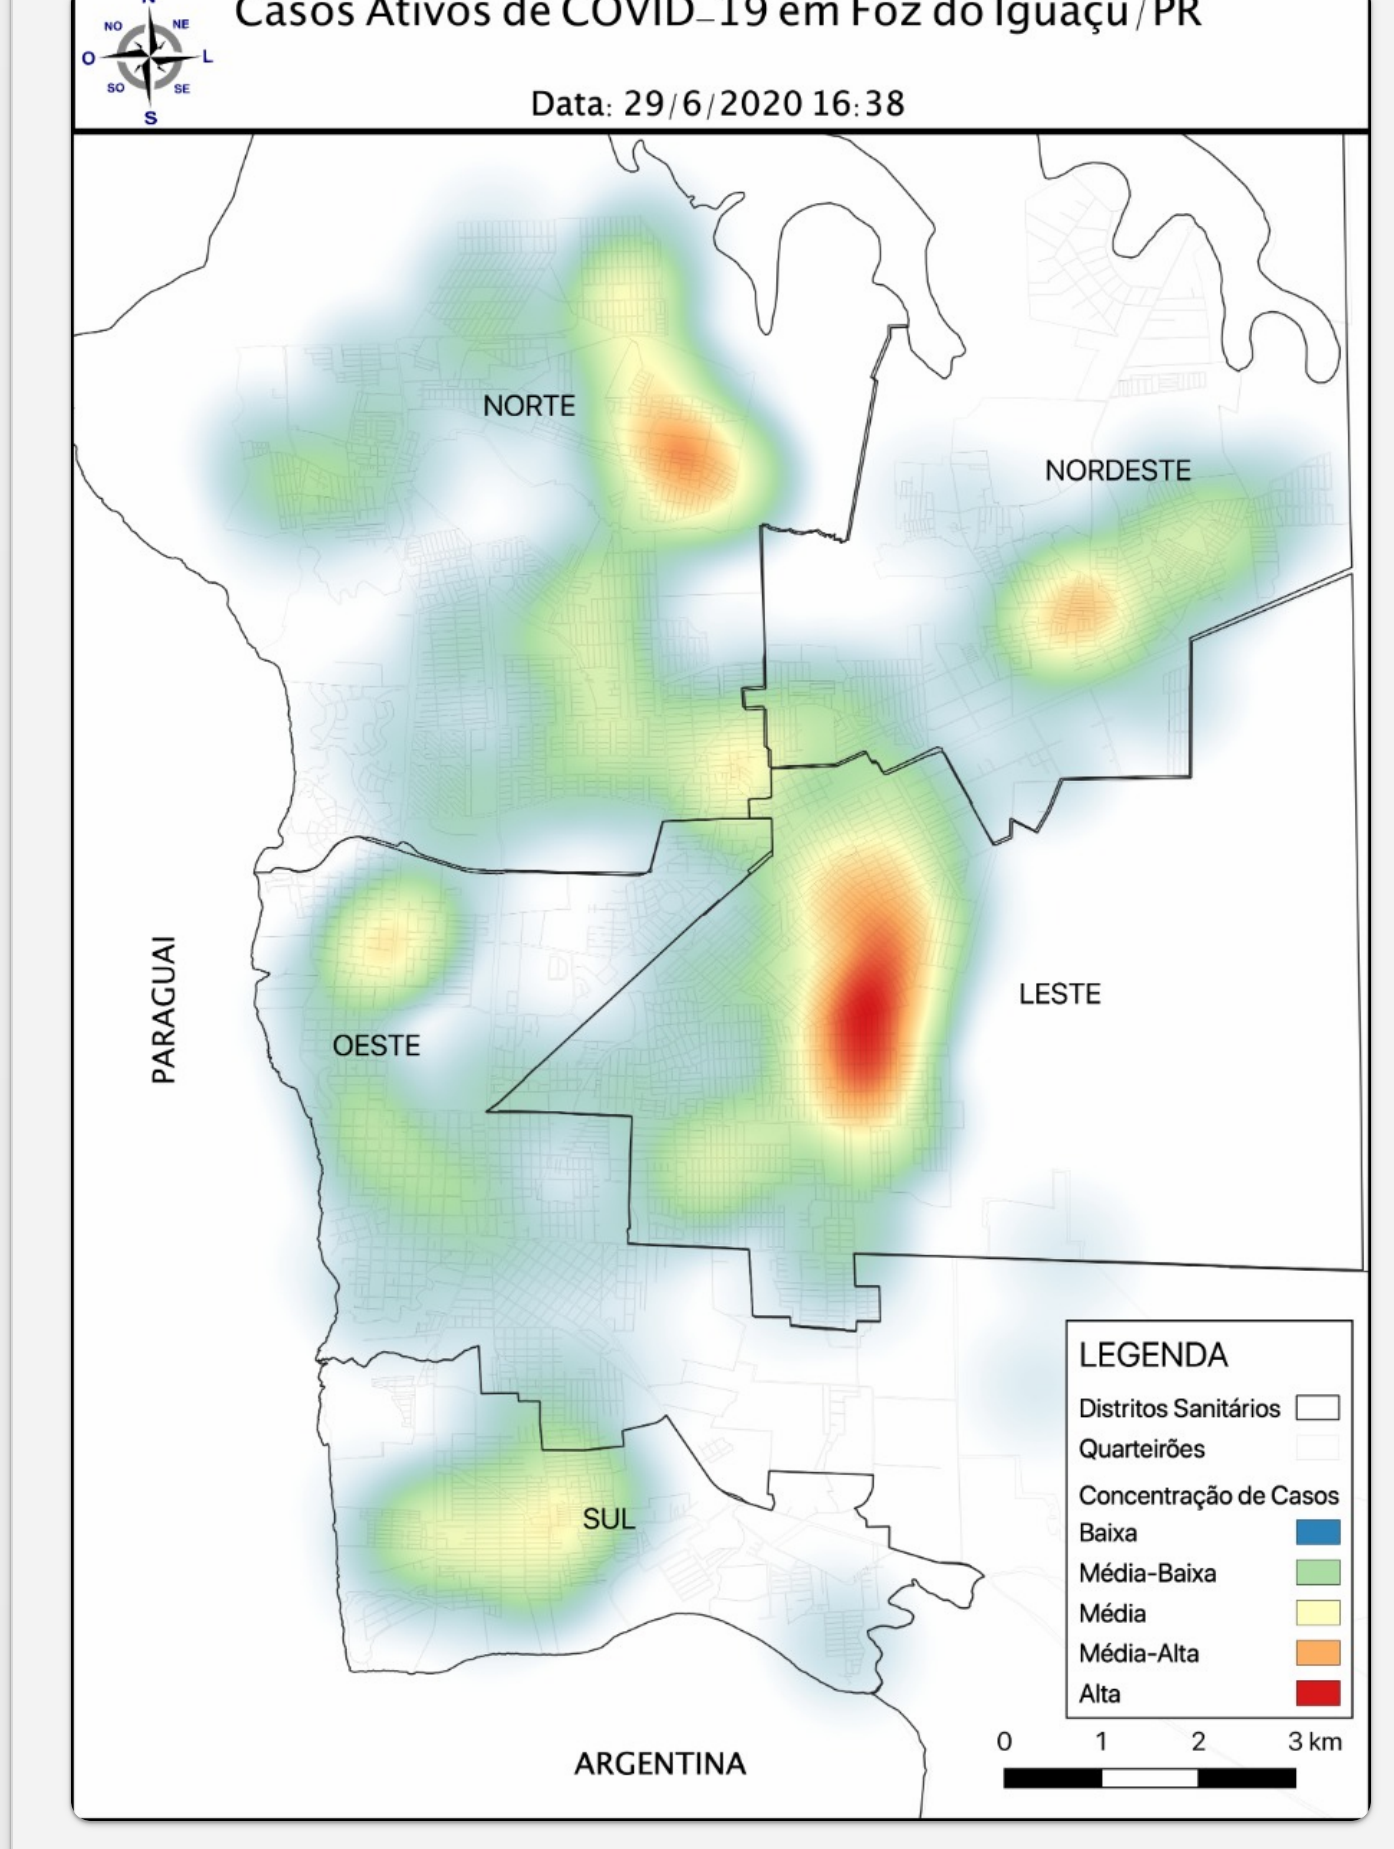 Casos Ativos de COVID-19 em Foz do Iguaçu/PR
N
NO NE
O L
SO SE
S
Data: 29/6/2020 16:38
NORTE
NORDESTE
PARAGUAI
LESTE
OESTE
SUL
ARGENTINA
LEGENDA
Distritos Sanitários
Quarteirões
Concentração de Casos
Baixa
Média-Baixa
Média
Média-Alta
Alta
0 1 2 3 km